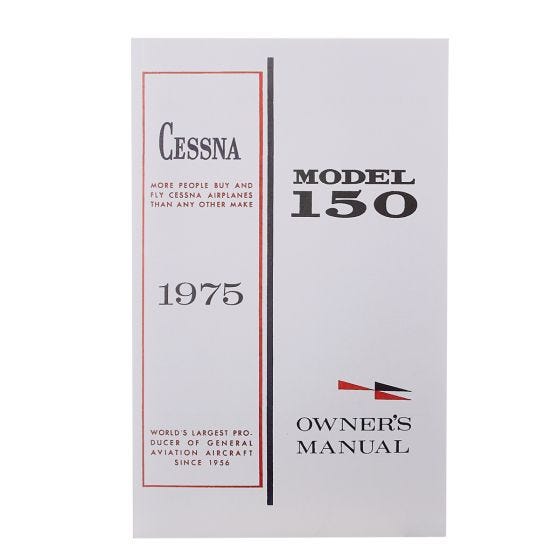 CESSNA
MORE PEOPLE BUY AND
FLY CESSNA AIRPLANES
THAN ANY OTHER MAKE
1975
WORLD'S LARGEST PRO-
DUCER OF GENERAL
AVIATION AIRCRAFT
SINCE 1956
MODEL
150
OWNER'S
MANUAL